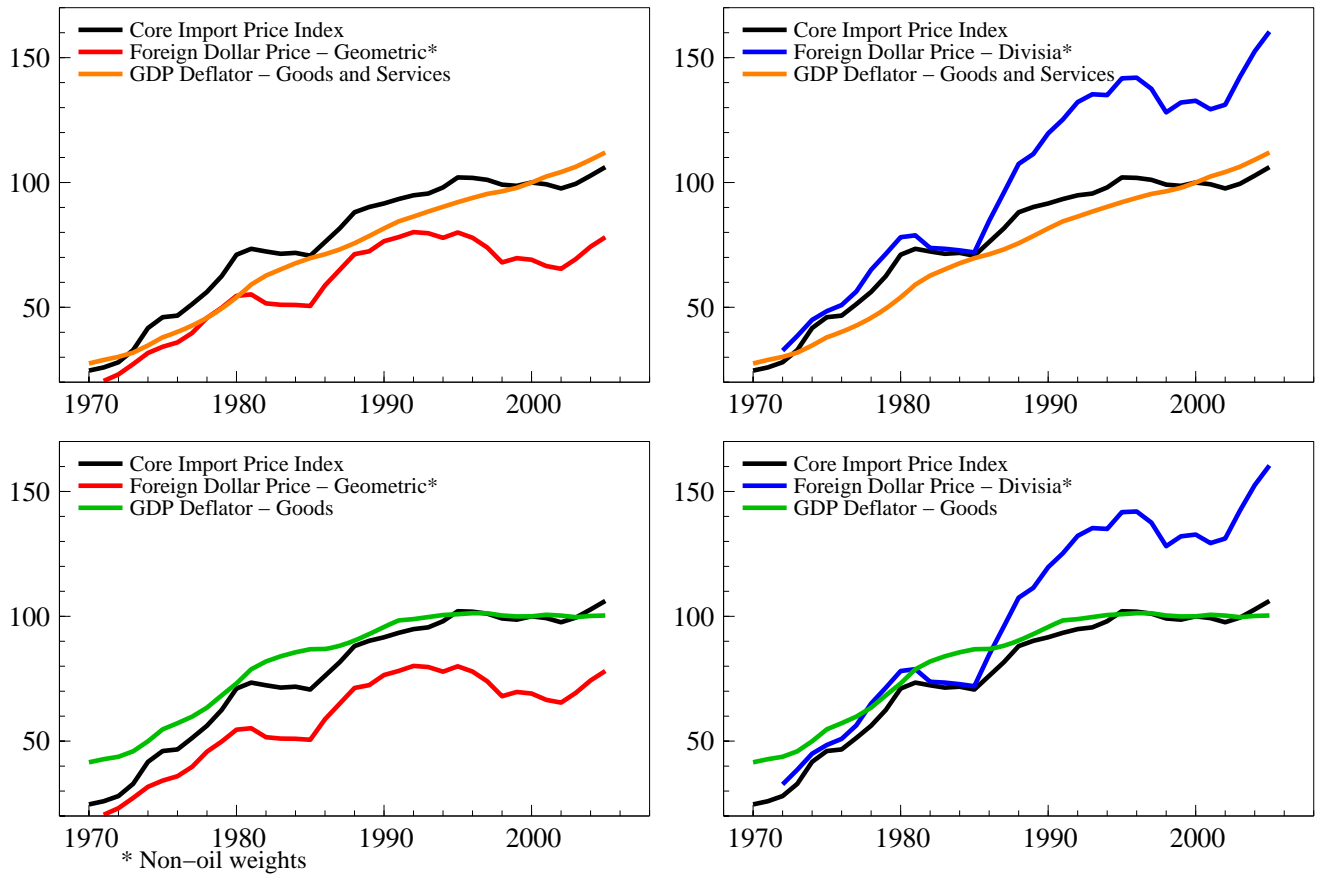 Core Import Price Index
Foreign Dollar Price − Geometric*
GDP Deflator − Goods and Services
150
100
50
1970 1980 1990 2000
Core Import Price Index
Foreign Dollar Price − Divisia*
GDP Deflator − Goods and Services
150
100
50
1970 1980 1990 2000
Core Import Price Index
Foreign Dollar Price − Geometric*
GDP Deflator − Goods
150
100
50
1970 1980 1990 2000
* Non−oil weights
Core Import Price Index
Foreign Dollar Price − Divisia*
GDP Deflator − Goods
150
100
50
1970 1980 1990 2000